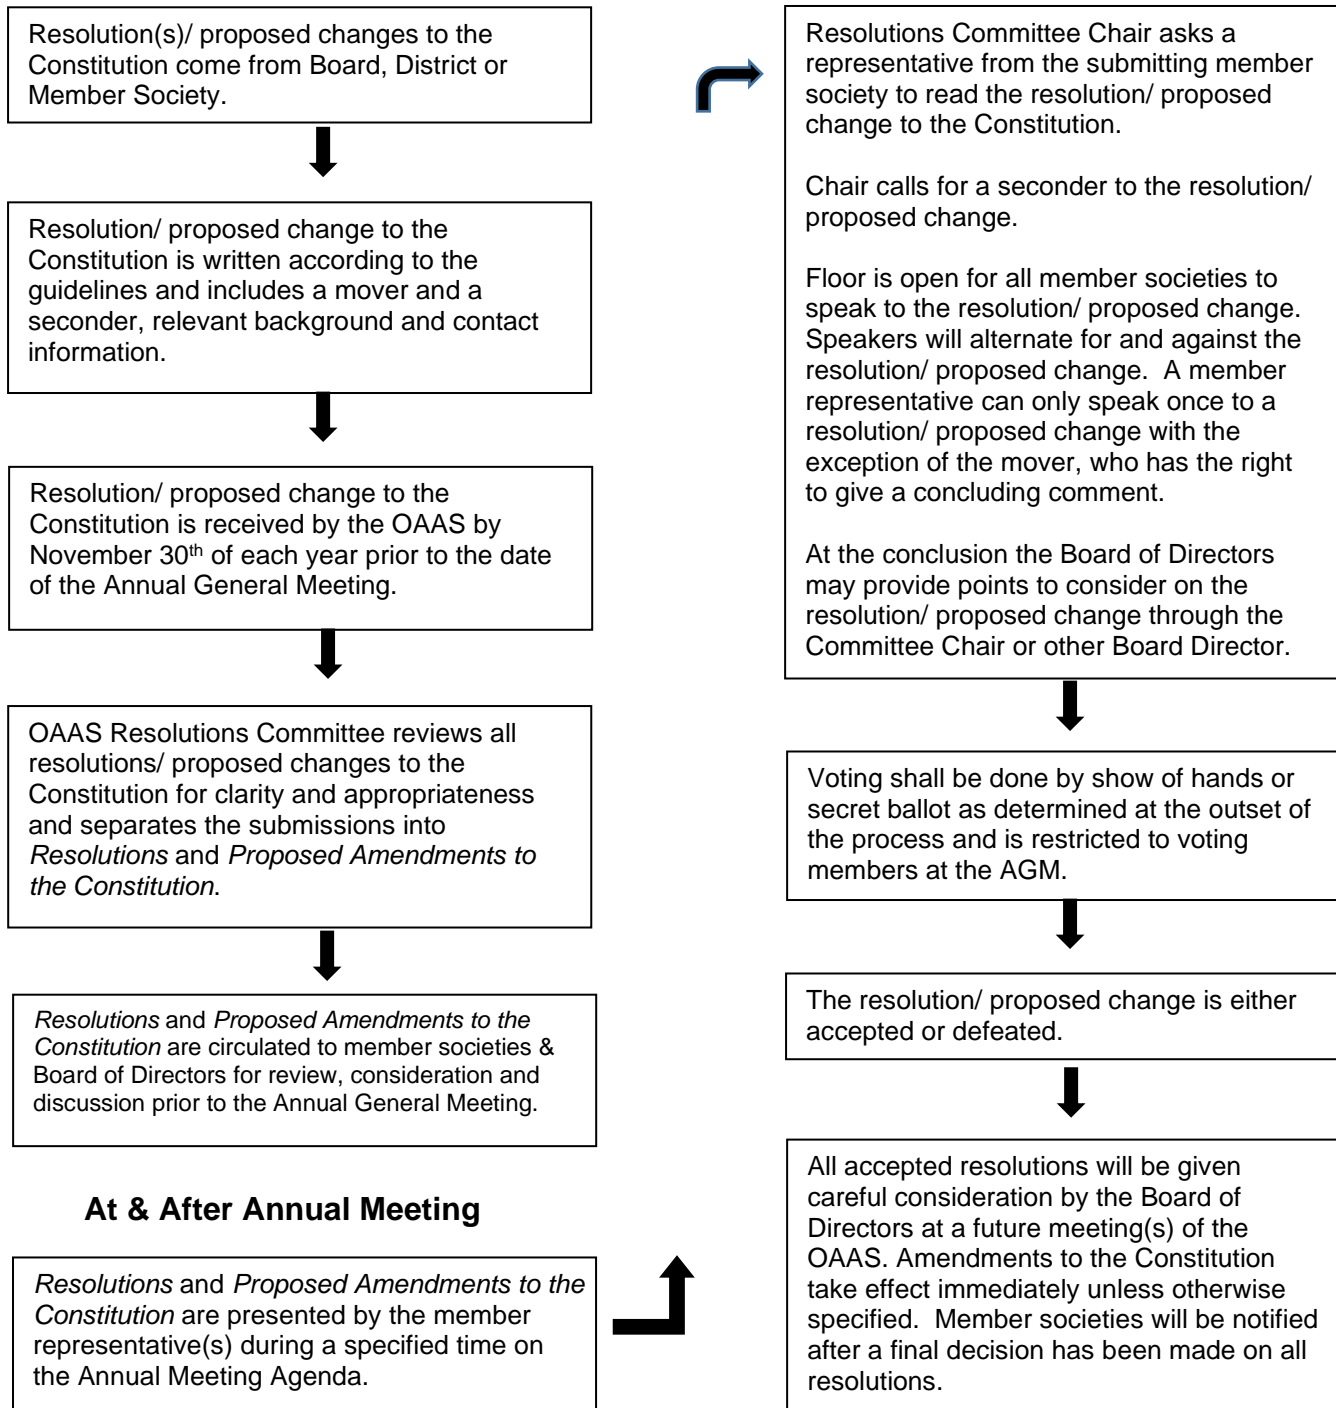 Resolution(s)/ proposed changes to the
Constitution come from Board, District or
Member Society.
Resolution/ proposed change to the
Constitution is written according to the
guidelines and includes a mover and a
seconder, relevant background and contact
information.
Resolution/ proposed change to the
Constitution is received by the OAAS by
November 30th of each year prior to the date
of the Annual General Meeting.
OAAS Resolutions Committee reviews all
resolutions/ proposed changes to the
Constitution for clarity and appropriateness
and separates the submissions into
Resolutions and Proposed Amendments to
the Constitution.
Resolutions and Proposed Amendments to the
Constitution are circulated to member societies &
Board of Directors for review, consideration and
discussion prior to the Annual General Meeting.
At & After Annual Meeting
Resolutions and Proposed Amendments to the
Constitution are presented by the member
representative(s) during a specified time on
the Annual Meeting Agenda.
Resolutions Committee Chair asks a
representative from the submitting member
society to read the resolution/ proposed
change to the Constitution.
Chair calls for a seconder to the resolution/
proposed change.
Floor is open for all member societies to
speak to the resolution/ proposed change.
Speakers will alternate for and against the
resolution/ proposed change.  A member
representative can only speak once to a
resolution/ proposed change with the
exception of the mover, who has the right
to give a concluding comment.
At the conclusion the Board of Directors
may provide points to consider on the
resolution/ proposed change through the
Committee Chair or other Board Director.
Voting shall be done by show of hands or
secret ballot as determined at the outset of
the process and is restricted to voting
members at the AGM.
The resolution/ proposed change is either
accepted or defeated.
All accepted resolutions will be given
careful consideration by the Board of
Directors at a future meeting(s) of the
OAAS. Amendments to the Constitution
take effect immediately unless otherwise
specified.  Member societies will be notified
after a final decision has been made on all
resolutions.